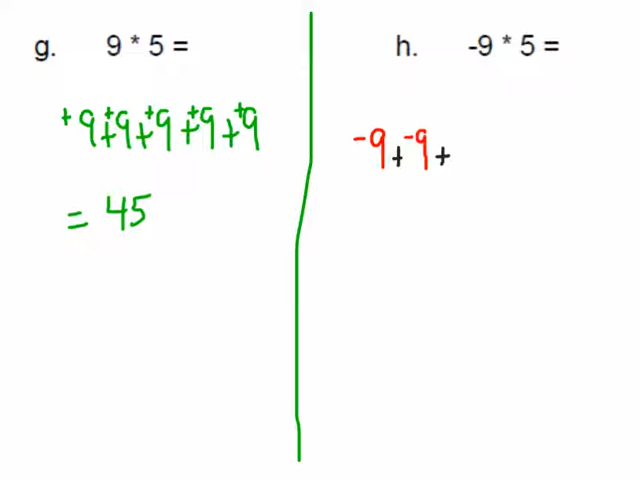 g. 9 * 5 =
+9 + +9 + +9 + +9 + +9
= 45
h. -9 * 5 =
-9 + -9 +